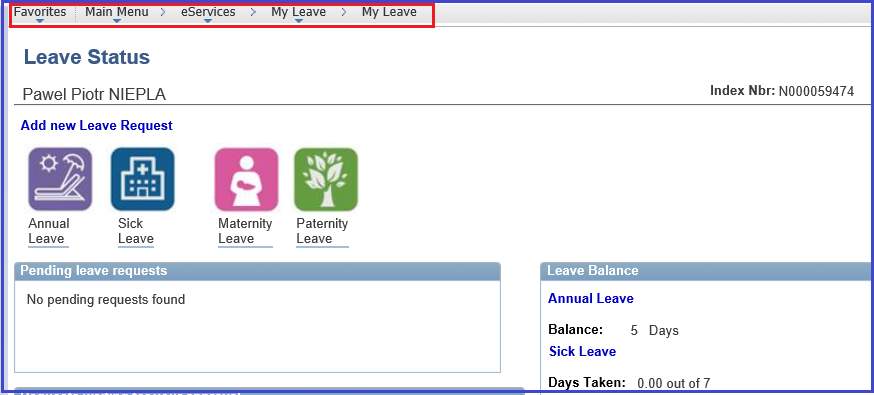 Favorites Main Menu > eServices > My Leave > My Leave
Leave Status
Pawel Piotr NIEPLA
Index Nbr: N000059474
Add new Leave Request
Annual Leave
Sick Leave
Maternity Leave
Paternity Leave
Pending leave requests
No pending requests found
Leave Balance
Annual Leave
Balance: 5 Days
Sick Leave
Days Taken: 0.00 out of 7